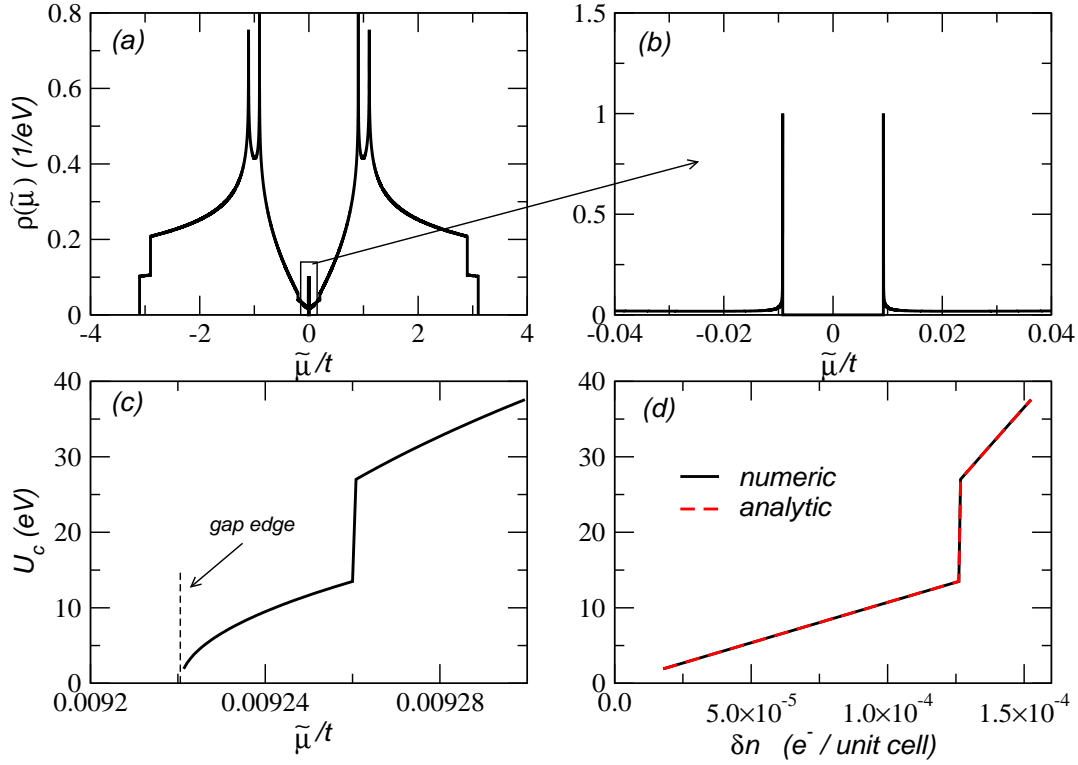 (a)
ρ(μ̃) (1/eV)
0.8
0.6
0.4
0.2
0
-4
-2
0
2
4
μ̃/t
(b)
1.5
1
0.5
0
-0.04
-0.02
0
0.02
0.04
μ̃/t
(c)
U_c (eV)
40
30
20
10
0
gap edge
0.0092
0.00924
0.00928
μ̃/t
(d)
40
30
20
10
0
numeric
analytic
0.0
5.0×10⁻⁵
1.0×10⁻⁴
1.5×10⁻⁴
δn (e⁻ / unit cell)